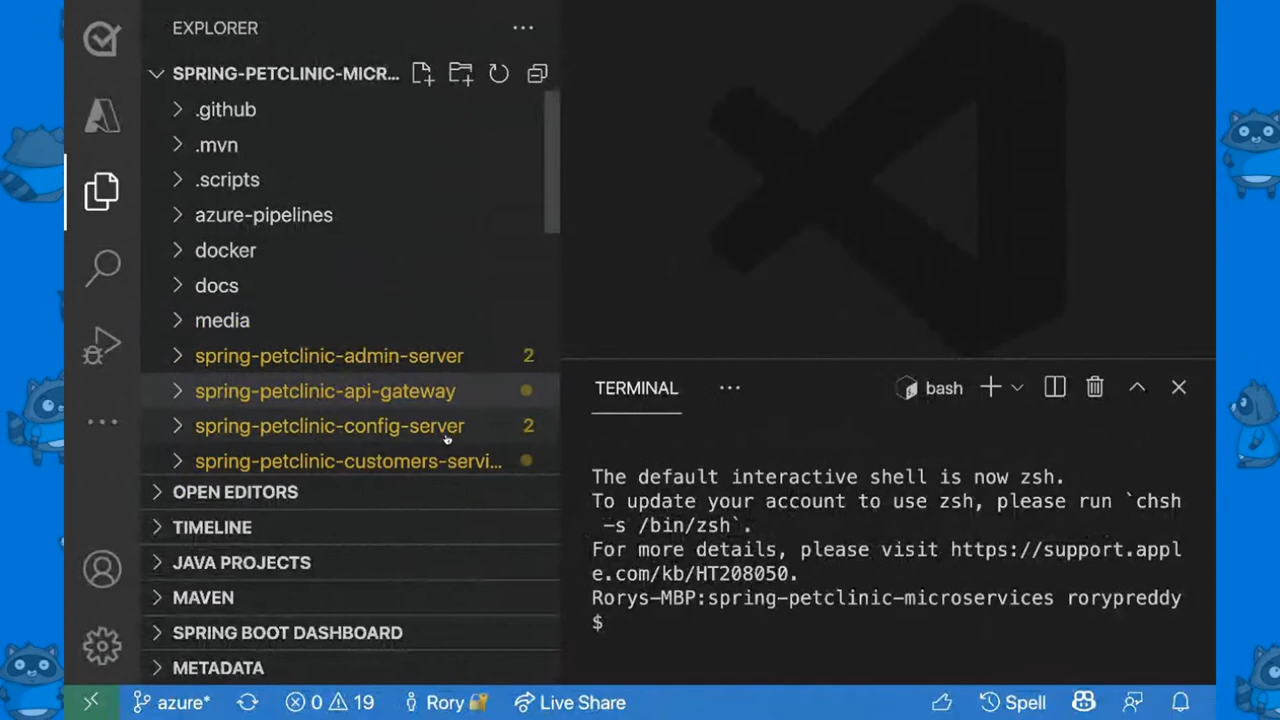 EXPLORER
SPRING-PETCLINIC-MICR...
.github
.mvn
.scripts
azure-pipelines
docker
docs
media
spring-petclinic-admin-server 2
spring-petclinic-api-gateway
spring-petclinic-config-server 2
spring-petclinic-customers-servi...
OPEN EDITORS
TIMELINE
JAVA PROJECTS
MAVEN
SPRING BOOT DASHBOARD
METADATA
TERMINAL
bash
The default interactive shell is now zsh.
To update your account to use zsh, please run `chsh
-s /bin/zsh`.
For more details, please visit https://support.appl
e.com/kb/HT208050.
Rorys-MBP:spring-petclinic-microservices rorypreddy
$
azure* 0 19 Rory Live Share Spell